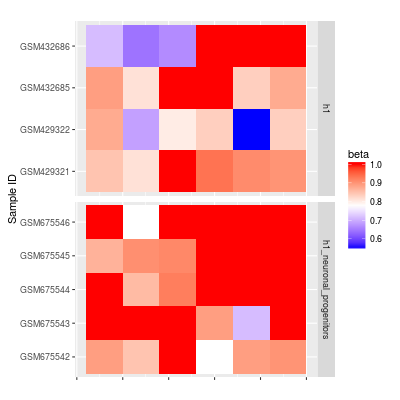 GSM432686
GSM432685
GSM429322
GSM429321
h1
GSM675546
GSM675545
GSM675544
GSM675543
GSM675542
h1_neuronal_progenitors
Sample ID
beta
1.0
0.9
0.8
0.7
0.6